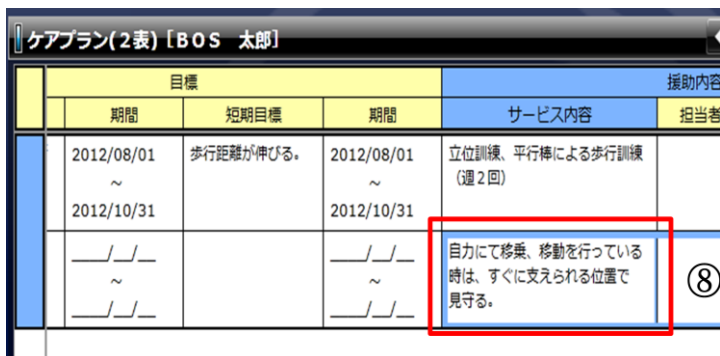 ケアプラン(2表)［BOS　太郎］
目標
援助内容
期間
短期目標
期間
サービス内容
担当者
2012/08/01
～
2012/10/31
歩行距離が伸びる。
2012/08/01
～
2012/10/31
立位訓練、平行棒による歩行訓練
（週２回）
____/__/__
～
____/__/__
____/__/__
～
____/__/__
自力にて移乗、移動を行っている
時は、すぐに支えられる位置で
見守る。
⑧